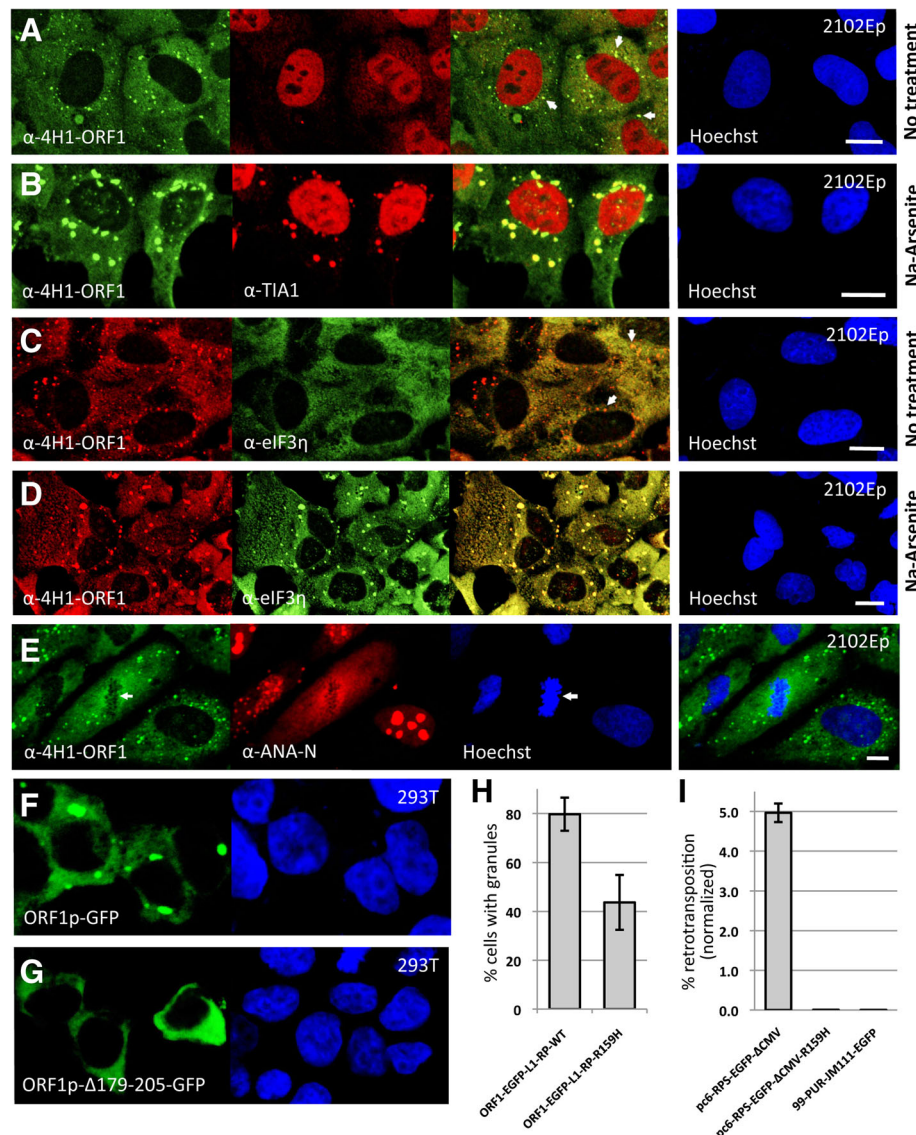 A
2102Ep
α-4H1-ORF1
Hoechst
No treatment
B
2102Ep
α-4H1-ORF1
α-TIA1
Hoechst
Na-Arsenite
C
2102Ep
α-4H1-ORF1
α-eIF3η
Hoechst
No treatment
D
2102Ep
α-4H1-ORF1
α-eIF3η
Hoechst
Na-Arsenite
E
2102Ep
α-4H1-ORF1
α-ANA-N
Hoechst
F
293T
ORF1p-GFP
G
293T
ORF1p-Δ179-205-GFP
H
% cells with granules
80
60
40
20
0
ORF1-EGFP-L1-RP-WT
ORF1-EGFP-L1-RP-R159H
I
% retrotransposition
(normalized)
5.0
4.0
3.0
2.0
1.0
0.0
pc6-RPS-EGFP-ΔCMV
pc6-RPS-EGFP-ΔCMV-R159H
99-PUR-JM111-EGFP